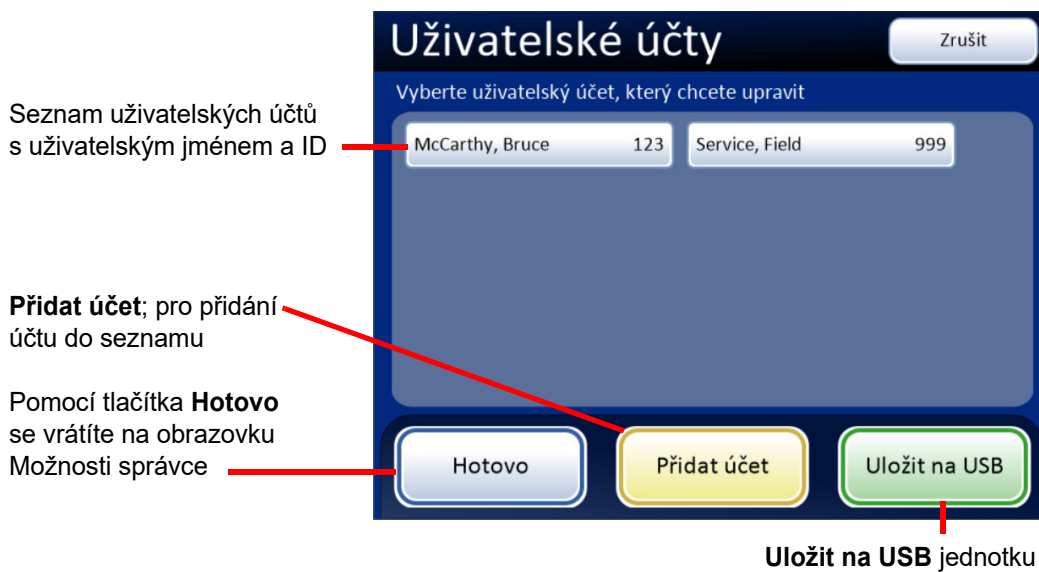 Uživatelské účty
Zrušit
Vyberte uživatelský účet, který chcete upravit
Seznam uživatelských účtů
s uživatelským jménem a ID
McCarthy, Bruce 123
Service, Field 999
Přidat účet; pro přidání
účtu do seznamu
Pomocí tlačítka Hotovo
se vrátíte na obrazovku
Možnosti správce
Hotovo
Přidat účet
Uložit na USB
Uložit na USB jednotku